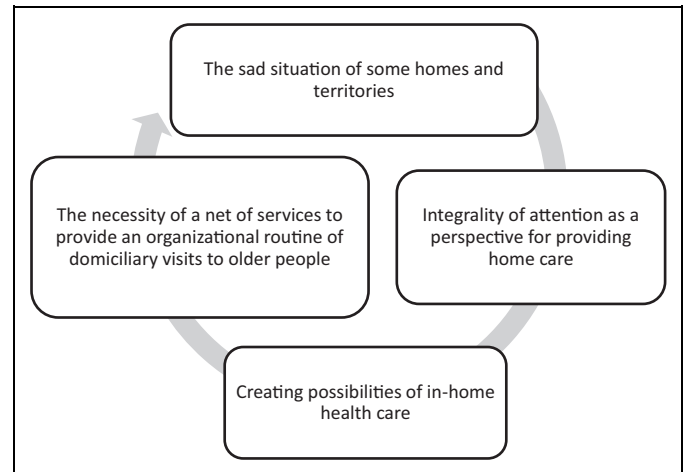 The sad situation of some homes and
territories
Integrality of attention as a
perspective for providing
home care
Creating possibilities of in-home
health care
The necessity of a net of services to
provide an organizational routine of
domiciliary visits to older people